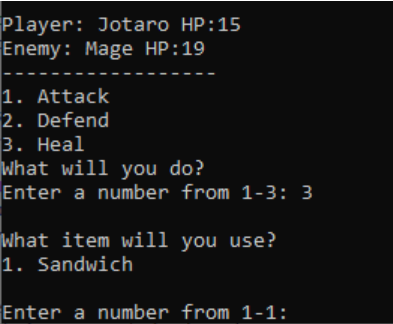 Player: Jotaro HP:15
Enemy: Mage HP:19
------------------
1. Attack
2. Defend
3. Heal
What will you do?
Enter a number from 1-3: 3
What item will you use?
1. Sandwich
Enter a number from 1-1: